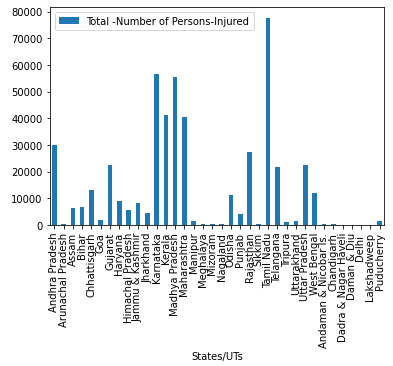 Total -Number of Persons-Injured
80000
70000
60000
50000
40000
30000
20000
10000
0
Andhra Pradesh
Arunachal Pradesh
Assam
Bihar
Chhattisgarh
Goa
Gujarat
Haryana
Himachal Pradesh
Jammu & Kashmir
Jharkhand
Karnataka
Kerala
Madhya Pradesh
Maharashtra
Manipur
Meghalaya
Mizoram
Nagaland
Odisha
Punjab
Rajasthan
Sikkim
Tamil Nadu
Telangana
Tripura
Uttarakhand
Uttar Pradesh
West Bengal
Andaman & Nicobar Is.
Chandigarh
Dadra & Nagar Haveli
Daman & Diu
Delhi
Lakshadweep
Puducherry
States/UTs